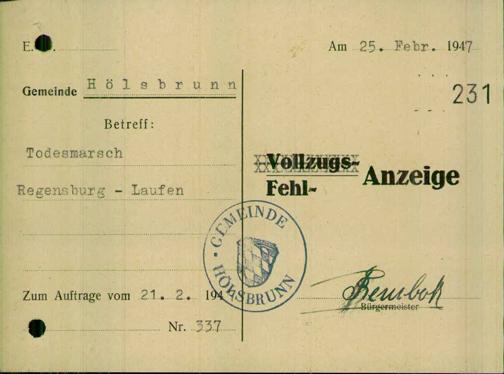 E.
Am 25. Febr. 1947
Gemeinde Hölsbrunn
231
Betreff:
Todesmarsch
Regensburg - Laufen
Vollzugs-
Fehl-
Anzeige
GEMEINDE
HÖLSBRUNN
Zum Auftrage vom 21. 2. 194
Bürgermeister
Nr. 337